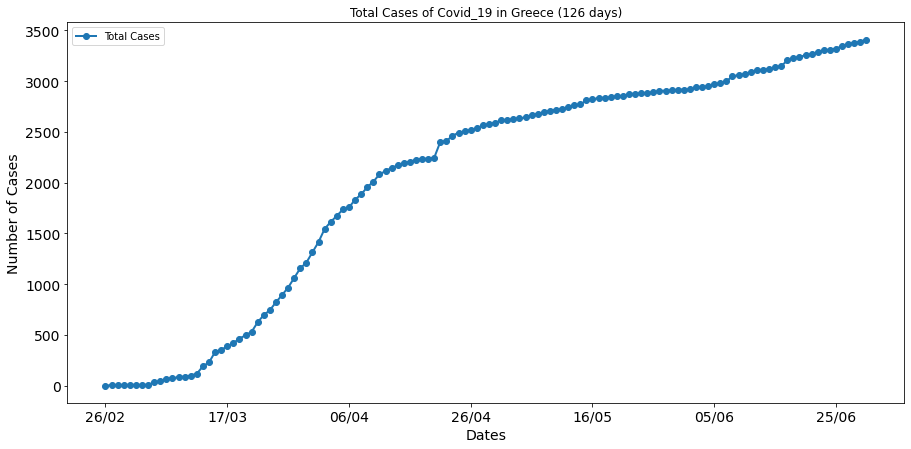 Total Cases of Covid_19 in Greece (126 days)
Total Cases
3500
3000
2500
2000
1500
1000
500
0
Number of Cases
26/02 17/03 06/04 26/04 16/05 05/06 25/06
Dates